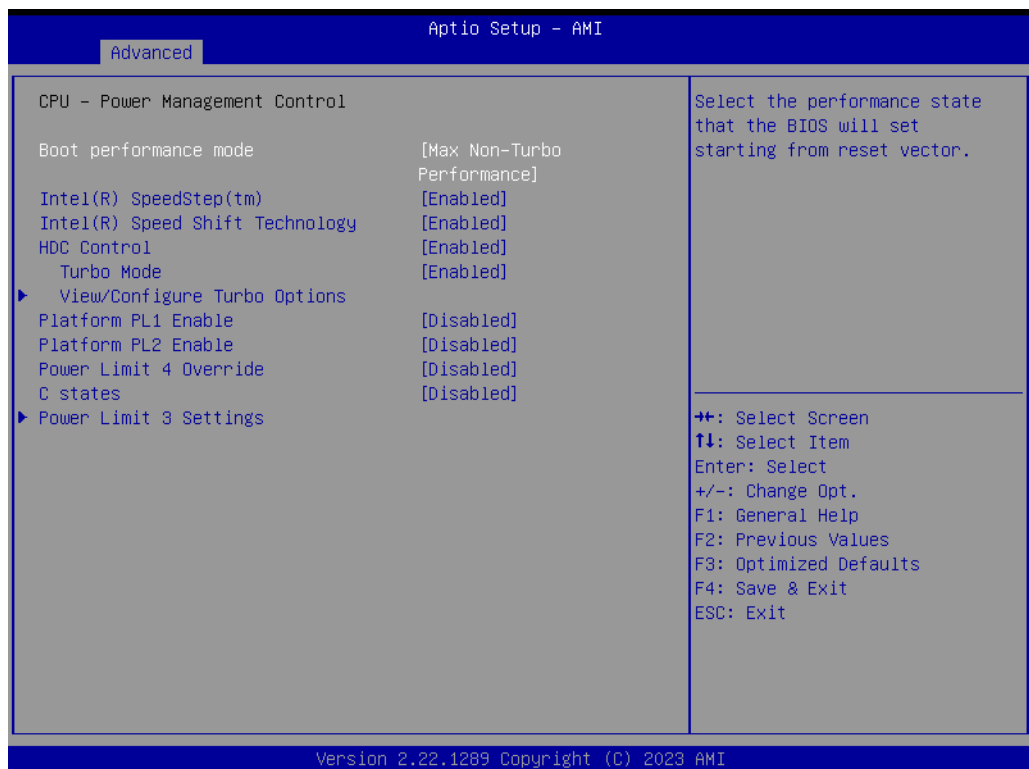 Aptio Setup – AMI
Advanced
CPU – Power Management Control
Boot performance mode [Max Non-Turbo
Performance]
Intel(R) SpeedStep(tm) [Enabled]
Intel(R) Speed Shift Technology [Enabled]
HDC Control [Enabled]
Turbo Mode [Enabled]
View/Configure Turbo Options
Platform PL1 Enable [Disabled]
Platform PL2 Enable [Disabled]
Power Limit 4 Override [Disabled]
C states [Disabled]
Power Limit 3 Settings
Select the performance state
that the BIOS will set
starting from reset vector.
→←: Select Screen
↑↓: Select Item
Enter: Select
+/-: Change Opt.
F1: General Help
F2: Previous Values
F3: Optimized Defaults
F4: Save & Exit
ESC: Exit
Version 2.22.1289 Copyright (C) 2023 AMI